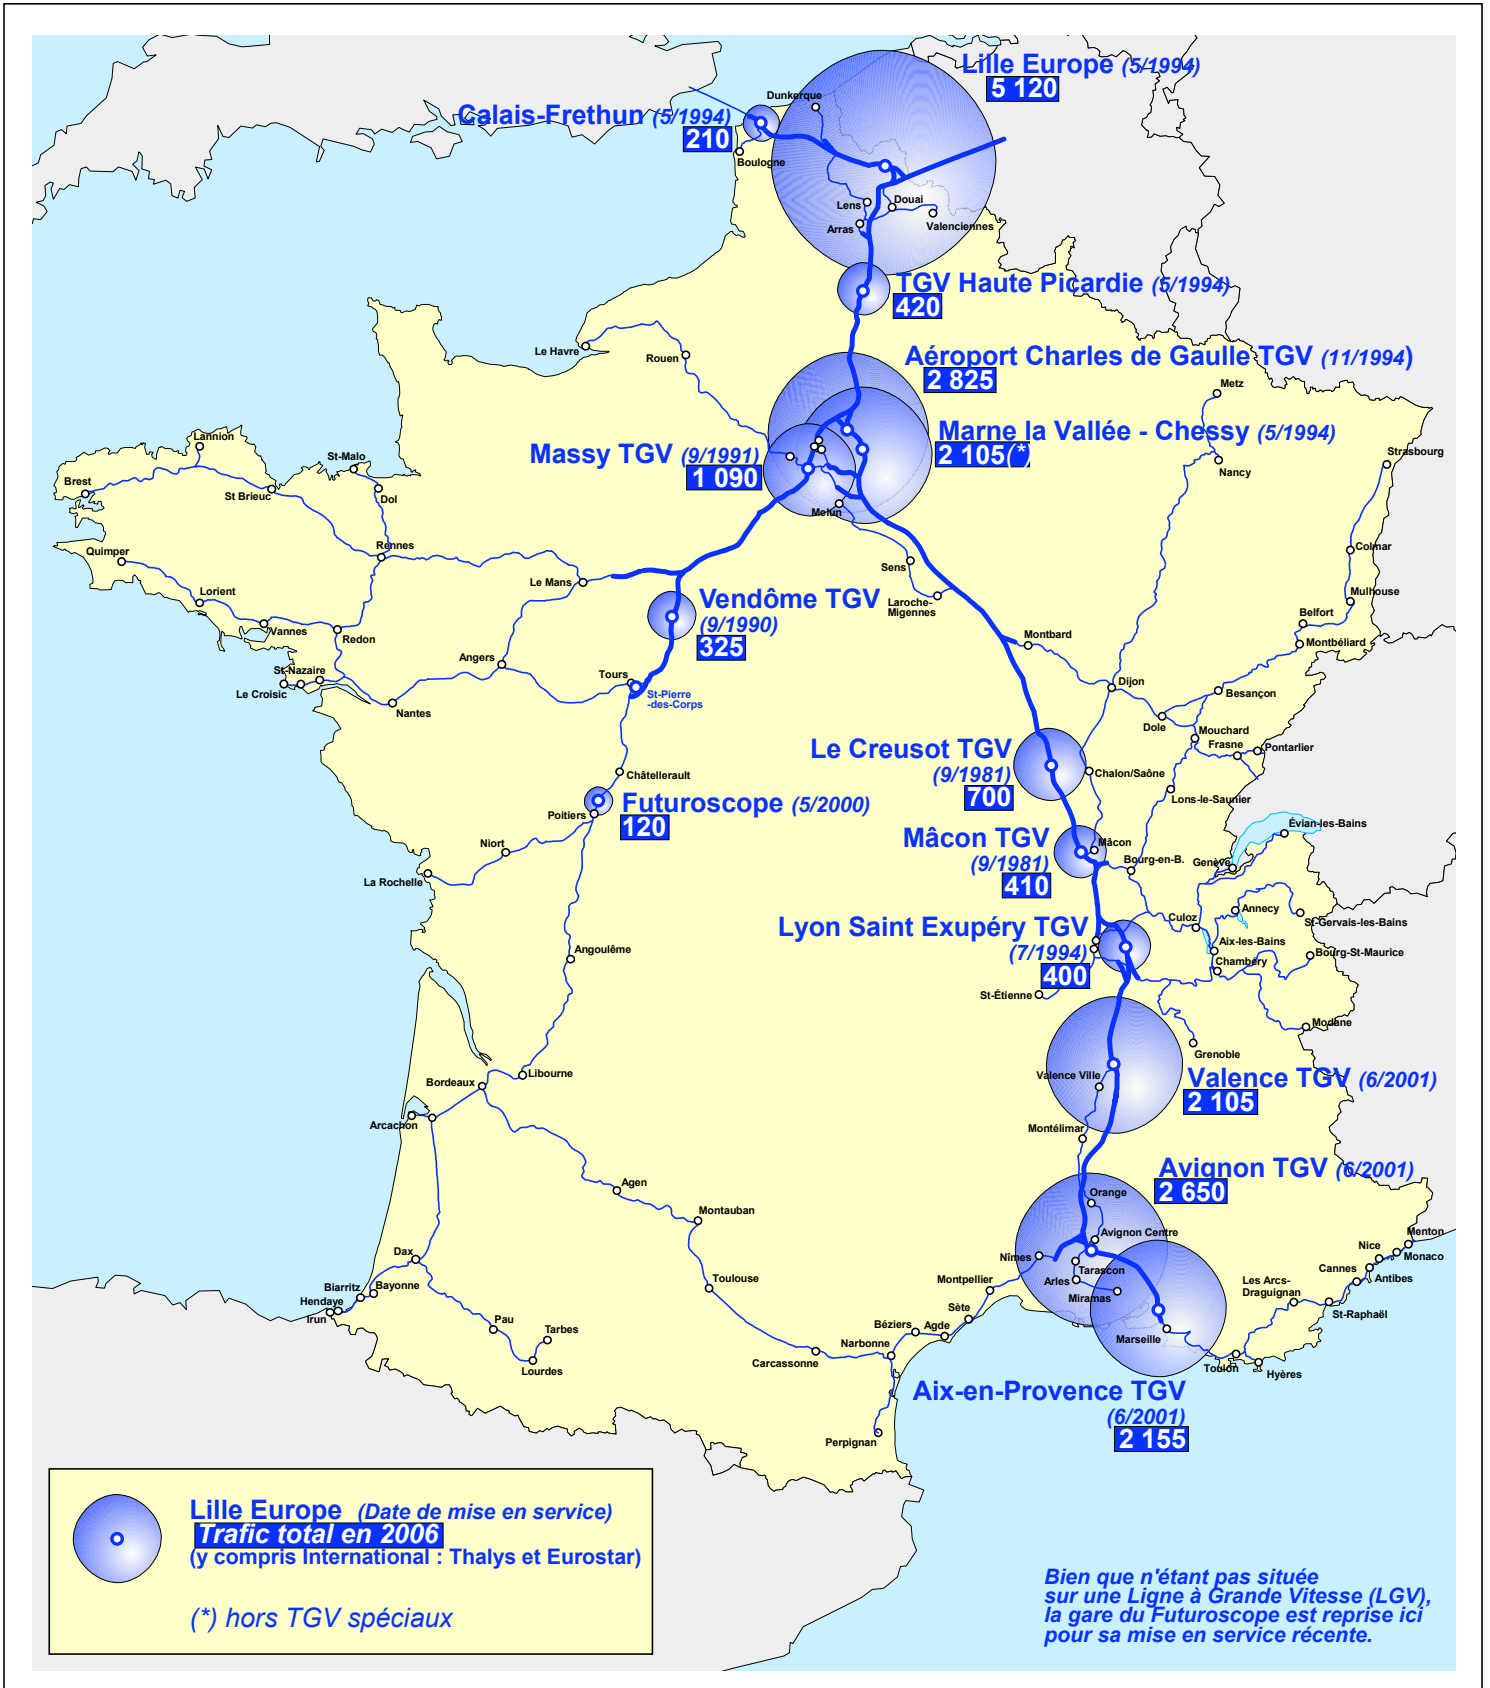 Lille Europe (5/1994)
5 120
Dunkerque
Calais-Frethun (5/1994)
210
Boulogne
Lens
Douai
Arras
Valenciennes
TGV Haute Picardie (5/1994)
420
Le Havre
Rouen
Aéroport Charles de Gaulle TGV (11/1994)
2 825
Metz
Marne la Vallée - Chessy (5/1994)
2 105(*
Massy TGV (9/1991)
1 090
Lannion
St-Malo
Strasbourg
Nancy
Brest
St Brieuc
Dol
Melun
Rennes
Quimper
Colmar
Sens
Le Mans
Lorient
Laroche-
Migennes
Mulhouse
Vendôme TGV
(9/1990)
325
Belfort
Vannes
Redon
Montbard
Montbéliard
Angers
St-Nazaire
Tours
Le Croisic
St-Pierre
-des-Corps
Dijon
Besançon
Nantes
Dole
Mouchard
Le Creusot TGV
(9/1981)
700
Frasne
Pontarlier
Châtellerault
Chalon/Saône
Futuroscope (5/2000)
120
Lons-le-Saunier
Poitiers
Évian-les-Bains
Mâcon TGV
(9/1981)
410
Niort
Mâcon
Bourg-en-B.
Genève
La Rochelle
Annecy
Lyon Saint Exupéry TGV
(7/1994)
400
Culoz
St-Gervais-les-Bains
Angoulême
Aix-les-Bains
Bourg-St-Maurice
Chambéry
St-Étienne
Modane
Grenoble
Libourne
Bordeaux
Valence Ville
Valence TGV (6/2001)
2 105
Arcachon
Montélimar
Avignon TGV (6/2001)
2 650
Agen
Orange
Montauban
Avignon Centre
Menton
Dax
Nice
Monaco
Nîmes
Tarascon
Cannes
Antibes
Toulouse
Montpellier
Arles
Miramas
Les Arcs-
Draguignan
Biarritz
Bayonne
Hendaye
Irun
Sète
St-Raphaël
Pau
Tarbes
Béziers
Agde
Marseille
Narbonne
Carcassonne
Toulon
Hyères
Lourdes
Aix-en-Provence TGV
(6/2001)
2 155
Perpignan
Lille Europe (Date de mise en service)
Trafic total en 2006
(y compris International : Thalys et Eurostar)
(*) hors TGV spéciaux
Bien que n'étant pas située
sur une Ligne à Grande Vitesse (LGV),
la gare du Futuroscope est reprise ici
pour sa mise en service récente.